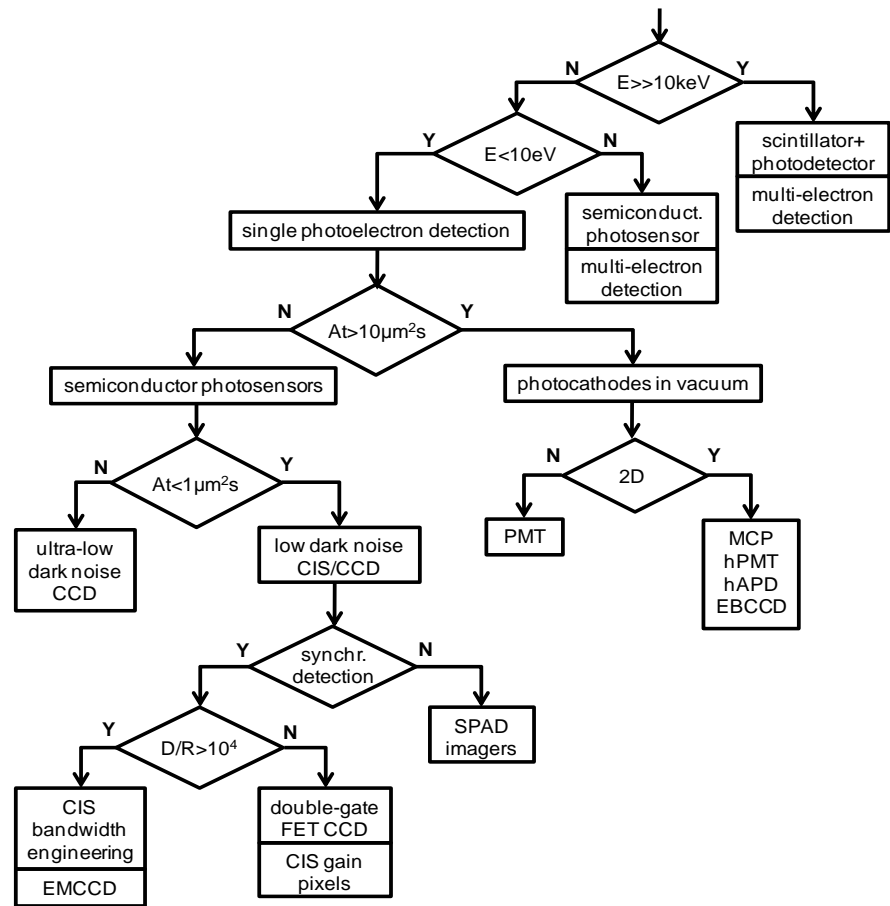 N
E>>10keV
Y
Y
E<10eV
N
scintillator+
photodetector
multi-electron
detection
single photoelectron detection
semiconduct.
photosensor
multi-electron
detection
N
At>10µm²s
Y
semiconductor photosensors
photocathodes in vacuum
N
At<1µm²s
Y
N
2D
Y
ultra-low
dark noise
CCD
low dark noise
CIS/CCD
PMT
MCP
hPMT
hAPD
EBCCD
Y
synchr.
detection
N
SPAD
imagers
Y
D/R>10⁴
N
CIS
bandwidth
engineering
EMCCD
double-gate
FET CCD
CIS gain
pixels